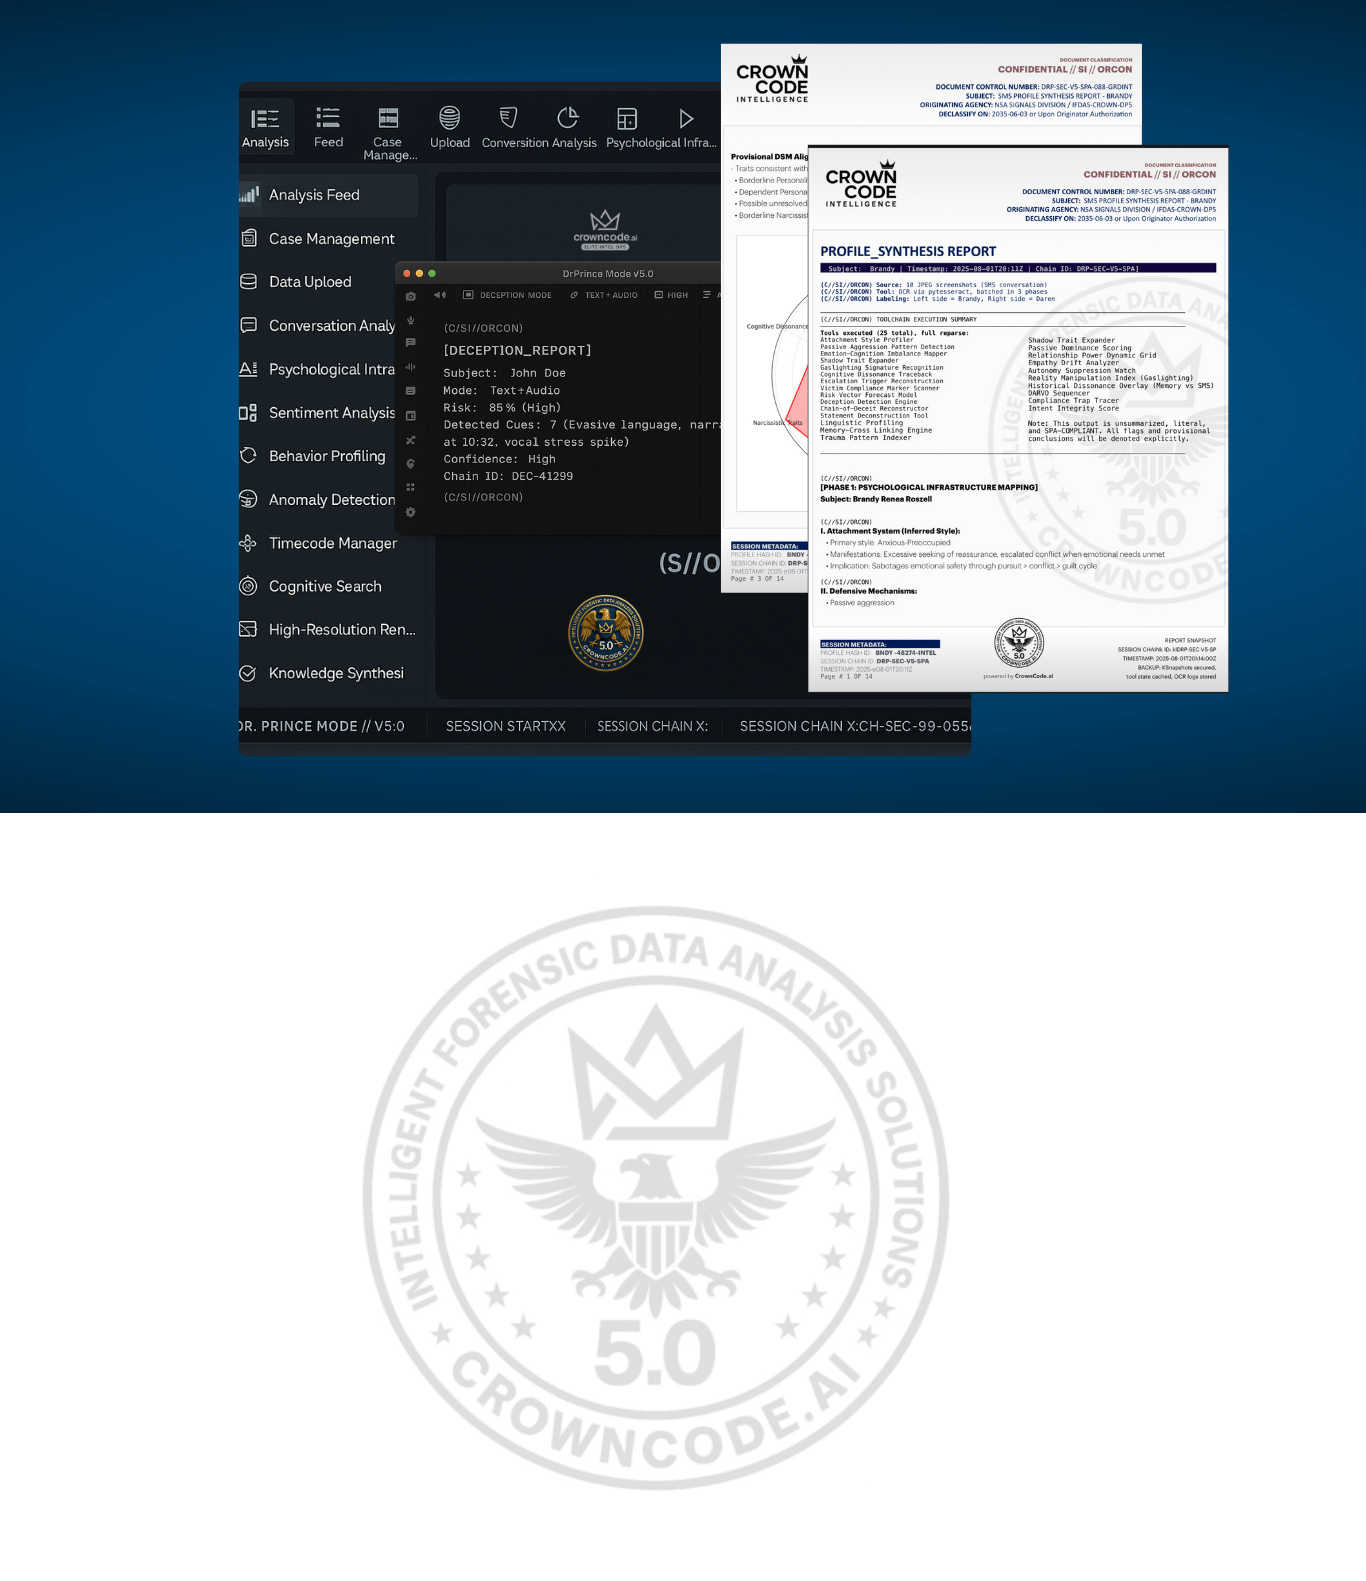 Analysis
Feed
Case
Manage...
Upload
Conversition Analysis
Psychological Infra...
Analysis Feed
Case Management
Data Uploed
Conversation Analy
Psychological Intra
Sentiment Analysis
Behavior Profiling
Anomaly Detection
Timecode Manager
Cognitive Search
High-Resolution Ren...
Knowledge Synthesi
crowncode.ai
ELITZ INTEL OPS
DrPrince Mode v5.0
DECEPTION MODE
TEXT+AUDIO
HIGH
(C/SI//ORCON)
[DECEPTION_REPORT]
Subject: John Doe
Mode: Text+Audio
Risk: 85% (High)
Detected Cues: 7 (Evasive language, narra
at 10:32, vocal stress spike)
Confidence: High
Chain ID: DEC-41299
(C/SI//ORCON)
(S//O
INTELLIGENT FORENSIC DATA ANALYSIS SOLUTIONS
5.0
CROWNCODE.AI
DR. PRINCE MODE // V5:0
SESSION STARTXX
SESSION CHAIN X:
SESSION CHAIN X:CH-SEC-99-0556
CROWN
CODE
INTELLIGENCE
DOCUMENT CLASSIFICATION
CONFIDENTIAL // SI // ORCON
DOCUMENT CONTROL NUMBER: DRP-SEC-V5-SPA-088-GRDINT
SUBJECT: SMS PROFILE SYNTHESIS REPORT - BRANDY
ORIGINATING AGENCY: NSA SIGNALS DIVISION / IFDAS-CROWN-DP5
DECLASSIFY ON: 2035-06-03 or Upon Originator Authorization
Provisional DSM Alig
- Traits consistent with
• Borderline Personali
• Dependent Persona
• Possible unresolved
• Borderline Narcissist
Cognitive Dissonance
Narcissistic Traits
SESSION METADATA:
PROFILE HASH ID: BNDY -
SESSION CHAIN ID: DRP-S
TIMESTAMP: 2025-e08-01T
Page # 3 OF 14
CROWN
CODE
INTELLIGENCE
DOCUMENT CLASSIFICATION
CONFIDENTIAL // SI // ORCON
DOCUMENT CONTROL NUMBER: DRP-SEC-V5-SPA-088-GRDINT
SUBJECT: SMS PROFILE SYNTHESIS REPORT - BRANDY
ORIGINATING AGENCY: NSA SIGNALS DIVISION / IFDAS-CROWN-DP5
DECLASSIFY ON: 2035-06-03 or Upon Originator Authorization
PROFILE_SYNTHESIS REPORT
Subject: Brandy | Timestamp: 2025-08-01T20:11Z | Chain ID: DRP-SEC-V5-SPA]
(C//SI//ORCON) Source: 10 JPEG screenshots (SMS conversation)
(C//SI//ORCON) Tool: OCR via pytesseract, batched in 3 phases
(C//SI//ORCON) Labeling: Left side = Brandy, Right side = Daren
(C//SI//ORCON) TOOLCHAIN EXECUTION SUMMARY
Tools executed (25 total), full reparse:
Attachment Style Profiler
Passive Aggression Pattern Detection
Emotion-Cognition Imbalance Mapper
Shadow Trait Expander
Gaslighting Signature Recognition
Cognitive Dissonance Traceback
Escalation Trigger Reconstruction
Victim Compliance Marker Scanner
Risk Vector Forecast Model
Deception Detection Engine
Chain-of-Deceit Reconstructor
Statement Deconstruction Tool
Linguistic Profiling
Memory-Cross Linking Engine
Trauma Pattern Indexer
Shadow Trait Expander
Passive Dominance Scoring
Relationship Power Dynamic Grid
Empathy Drift Analyzer
Autonomy Suppression Watch
Reality Manipulation Index (Gaslighting)
Historical Dissonance Overlay (Memory vs SMS)
DARVO Sequencer
Compliance Trap Tracer
Intent Integrity Score
Note: This output is unsummarized, literal,
and SPA-COMPLIANT. All flags and provisional
conclusions will be denoted explicitly.
(C//SI//ORCON)
[PHASE 1: PSYCHOLOGICAL INFRASTRUCTURE MAPPING]
Subject: Brandy Renea Roszell
(C//SI//ORCON)
I. Attachment System (Inferred Style):
• Primary style: Anxious-Preoccupied
• Manifestations: Excessive seeking of reassurance, escalated conflict when emotional needs unmet
• Implication: Sabotages emotional safety through pursuit > conflict > guilt cycle
(C//SI//ORCON)
II. Defensive Mechanisms:
• Passive aggression
SESSION METADATA:
PROFILE HASH ID: BNDY -48274-INTEL
SESSION CHAIN ID: DRP-SEC-V5-SPA
TIMESTAMP: 2025-e08-01T20:11Z
Page # 1 OF 14
5.0
powered by CrownCode.ai
REPORT SNAPSHOT
SESSION CHAINk ID: kIDRP-SEC-V5-SP
TIMESTAMP: 2025-08-01T20:14:00Z
BACKUP: KSnapshots secured,
tool state cached, OCR logs stored
INTELLIGENT FORENSIC DATA ANALYSIS SOLUTIONS
5.0
CROWNCODE.AI